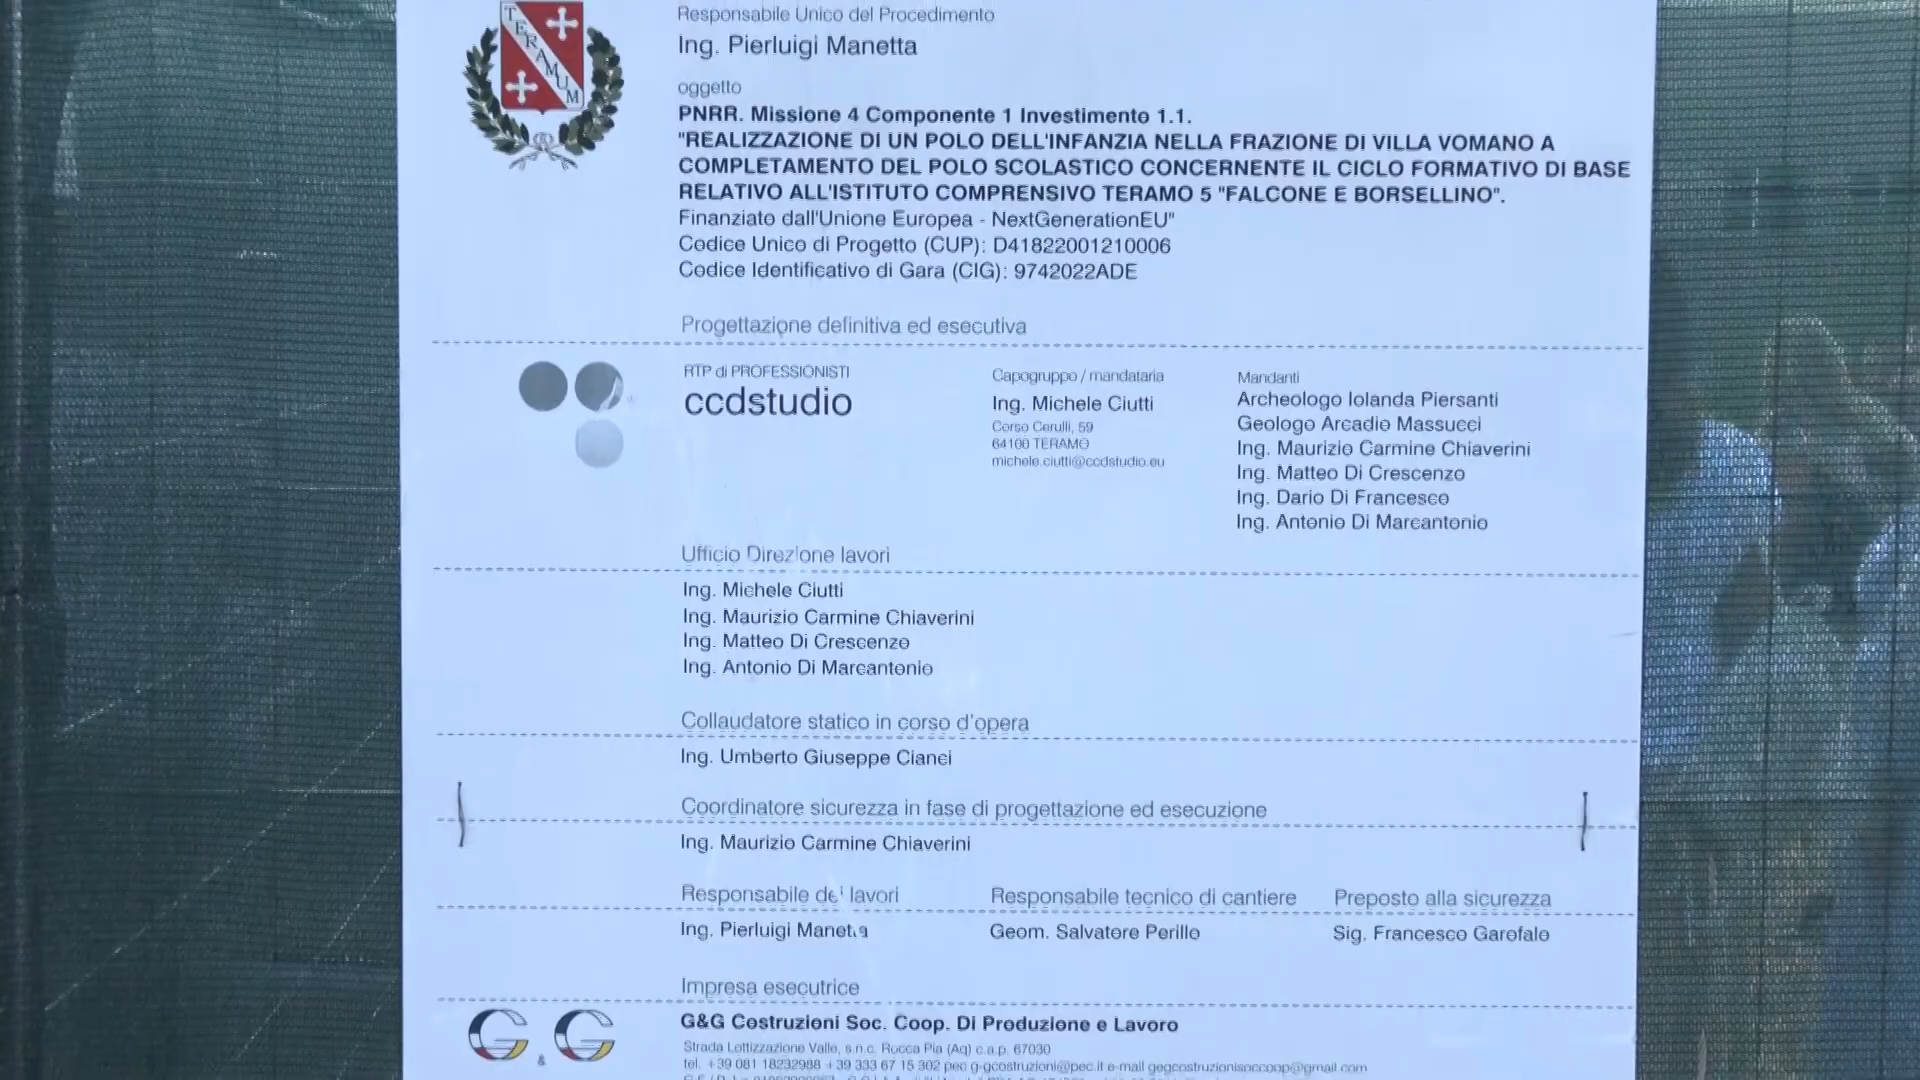 TERAMUM
Responsabile Unico del Procedimento
Ing. Pierluigi Manetta
oggetto
PNRR. Missione 4 Componente 1 Investimento 1.1.
"REALIZZAZIONE DI UN POLO DELL'INFANZIA NELLA FRAZIONE DI VILLA VOMANO A
COMPLETAMENTO DEL POLO SCOLASTICO CONCERNENTE IL CICLO FORMATIVO DI BASE
RELATIVO ALL'ISTITUTO COMPRENSIVO TERAMO 5 "FALCONE E BORSELLINO".
Finanziato dall'Unione Europea - NextGenerationEU"
Codice Unico di Progetto (CUP): D41822001210006
Codice Identificativo di Gara (CIG): 9742022ADE
Progettazione definitiva ed esecutiva
RTP di PROFESSIONISTI
ccdstudio
Capogruppo / mandataria
Ing. Michele Ciutti
Corso Cerulli, 59
64100 TERAMO
michele.ciutti@ccdstudio.eu
Mandanti
Archeologo Iolanda Piersanti
Geologo Arcadio Massucci
Ing. Maurizio Carmine Chiaverini
Ing. Matteo Di Crescenzo
Ing. Dario Di Francesco
Ing. Antonio Di Marcantonio
Ufficio Direzione lavori
Ing. Michele Ciutti
Ing. Maurizio Carmine Chiaverini
Ing. Matteo Di Crescenzo
Ing. Antonio Di Marcantonio
Collaudatore statico in corso d'opera
Ing. Umberto Giuseppe Cianci
Coordinatore sicurezza in fase di progettazione ed esecuzione
Ing. Maurizio Carmine Chiaverini
Responsabile dei lavori
Ing. Pierluigi Manetta
Responsabile tecnico di cantiere
Geom. Salvatore Perillo
Preposto alla sicurezza
Sig. Francesco Garofalo
Impresa esecutrice
G & G
G&G Costruzioni Soc. Coop. Di Produzione e Lavoro
Strada Lottizzazione Valle, s.n.c. Rocca Pia (Aq) c.a.p. 67030
tel. +39 081 18232988 +39 333 67 15 302 pec g-gcostruzioni@pec.it e-mail gegcostruzionisoccoop@gmail.com